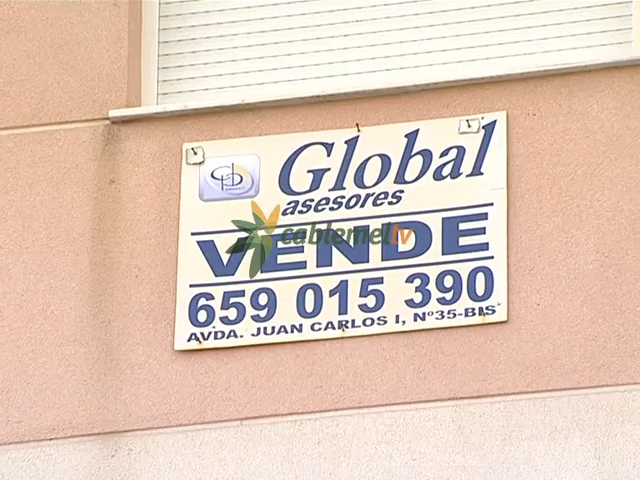 Global
asesores
VENDE
cablemel tv
659 015 390
AVDA. JUAN CARLOS I, Nº35-BIS